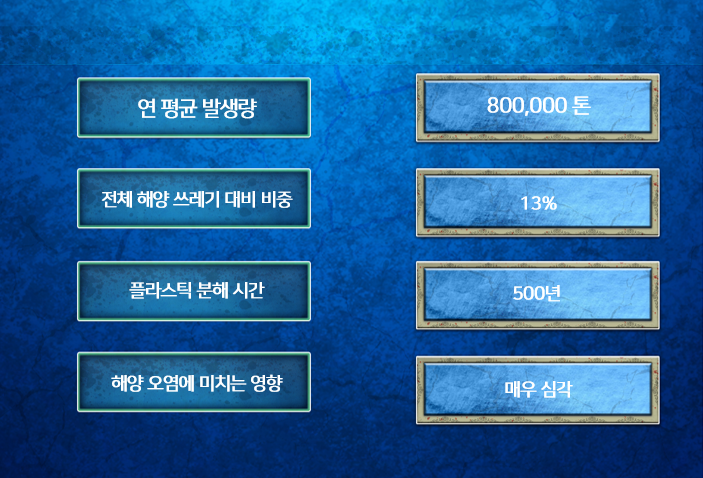 연 평균 발생량
800,000 톤
전체 해양 쓰레기 대비 비중
13%
플라스틱 분해 시간
500년
해양 오염에 미치는 영향
매우 심각